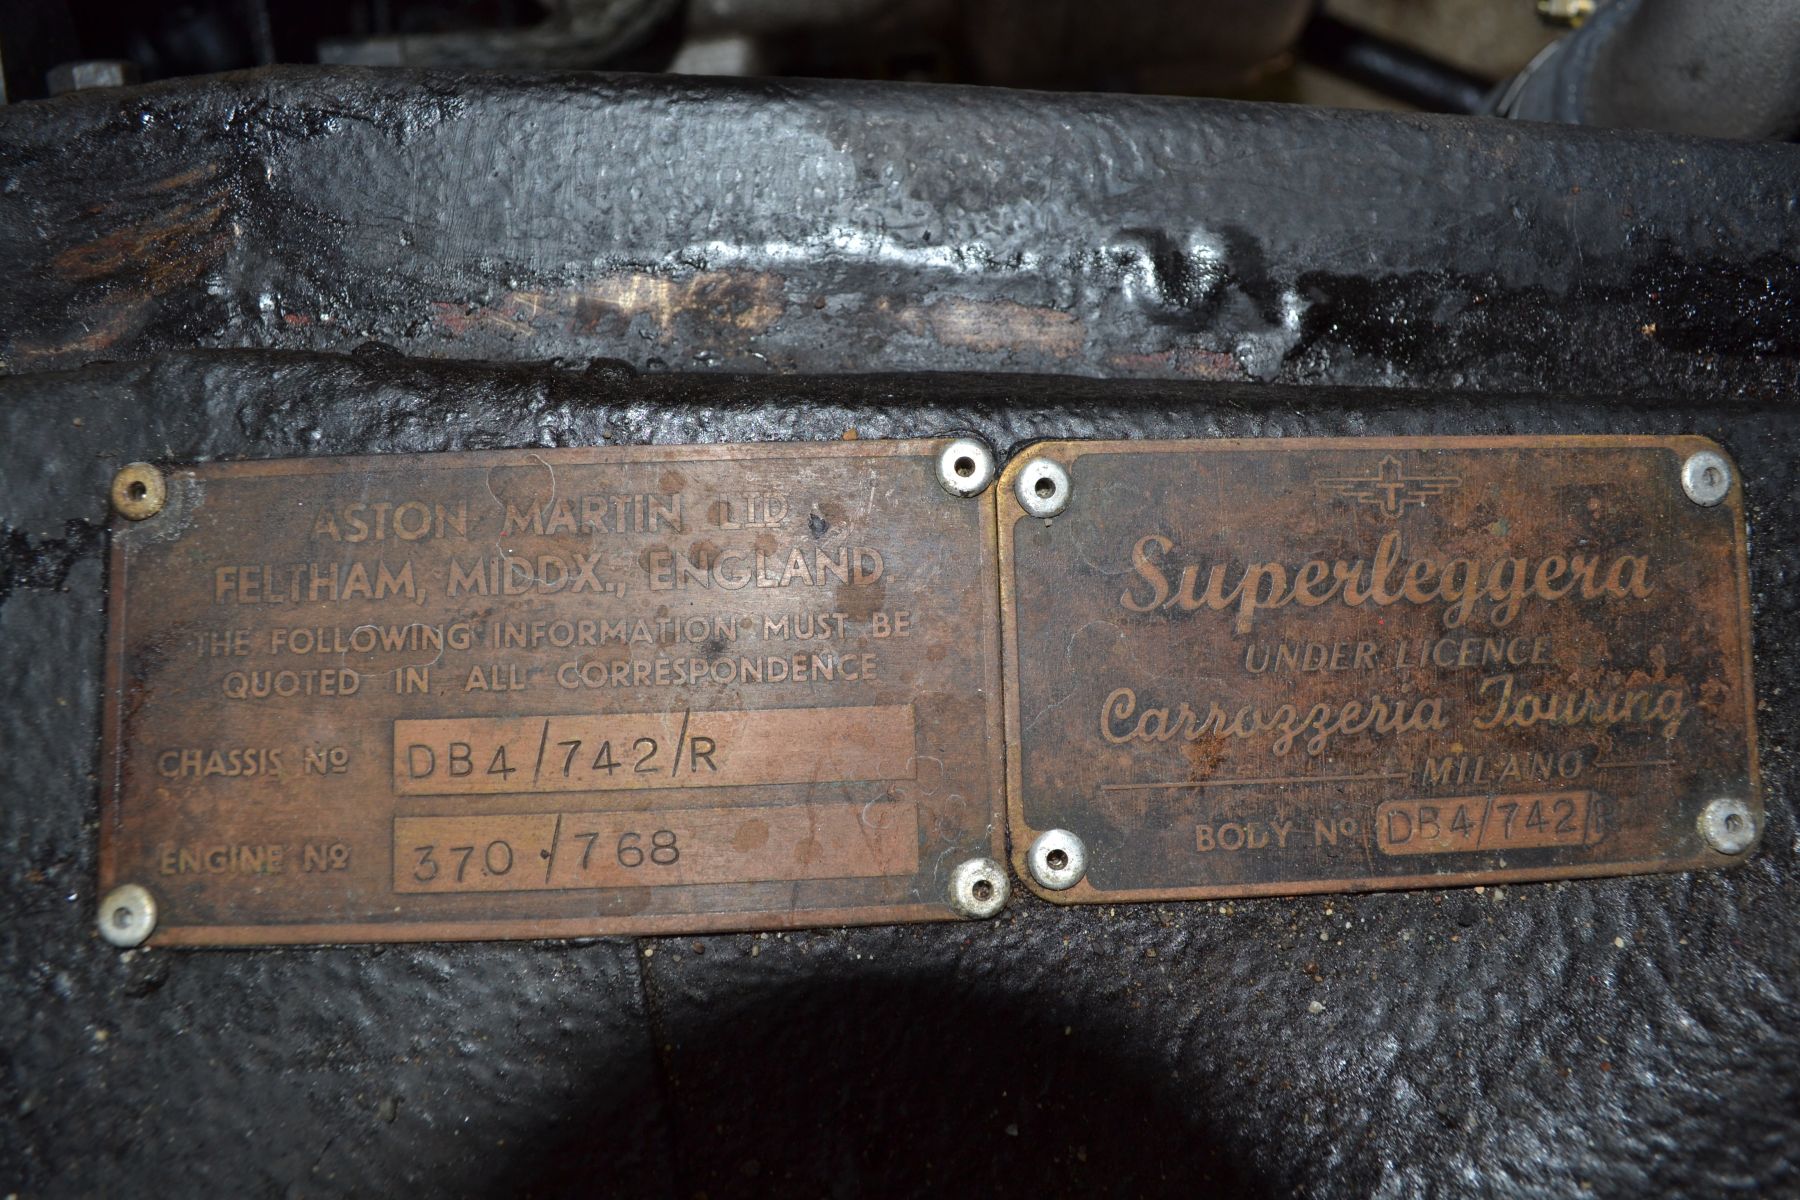 ASTON MARTIN LTD
FELTHAM, MIDDX., ENGLAND.
THE FOLLOWING INFORMATION MUST BE
QUOTED IN ALL CORRESPONDENCE
CHASSIS Nº DB4/742/R
ENGINE Nº 370/768
T
Superleggera
UNDER LICENCE
Carrozzeria Touring
MILANO
BODY Nº DB4/742/